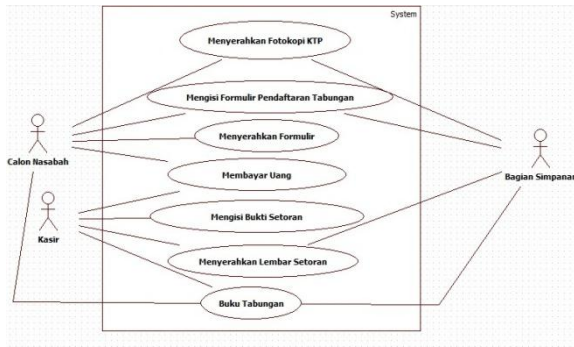 System
Menyerahkan Fotokopi KTP
Mengisi Formulir Pendaftaran Tabungan
Menyerahkan Formulir
Calon Nasabah
Membayar Uang
Bagian Simpanan
Mengisi Bukti Setoran
Kasir
Menyerahkan Lembar Setoran
Buku Tabungan